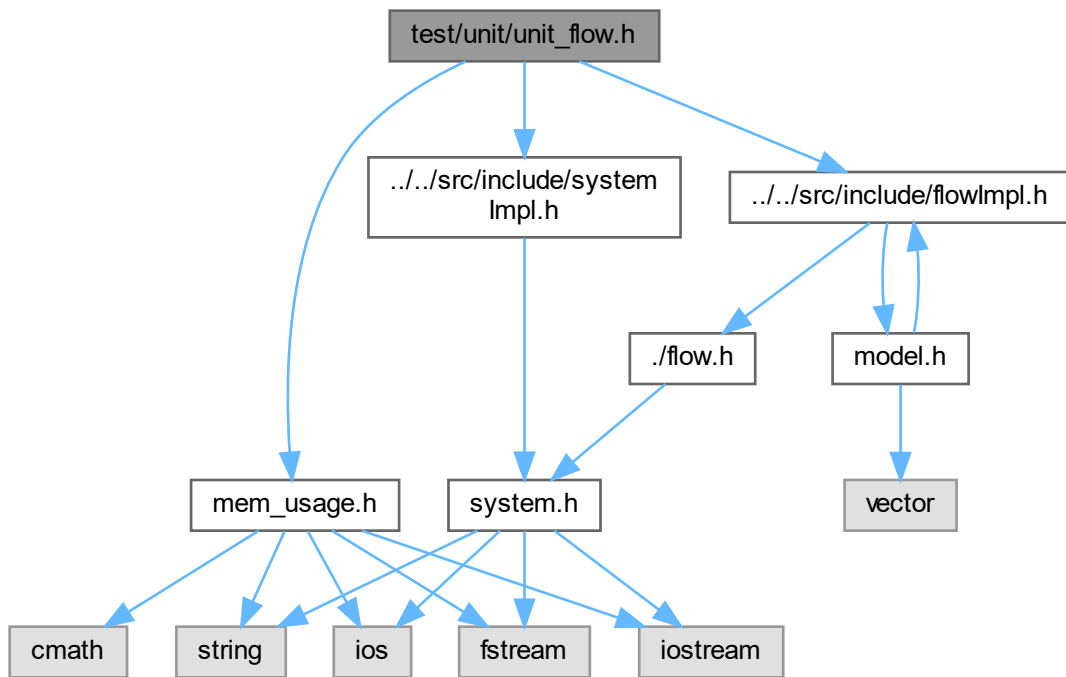 test/unit/unit_flow.h
../../src/include/system
Impl.h
../../src/include/flowImpl.h
./flow.h
model.h
mem_usage.h
system.h
vector
cmath
string
ios
fstream
iostream